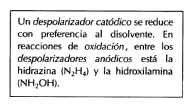 Un despolarizador catódico se reduce
con preferencia al disolvente. En
reacciones de oxidación, entre los
despolarizadores anódicos está la
hidrazina (N₂H₄) y la hidroxilamina
(NH₂OH).